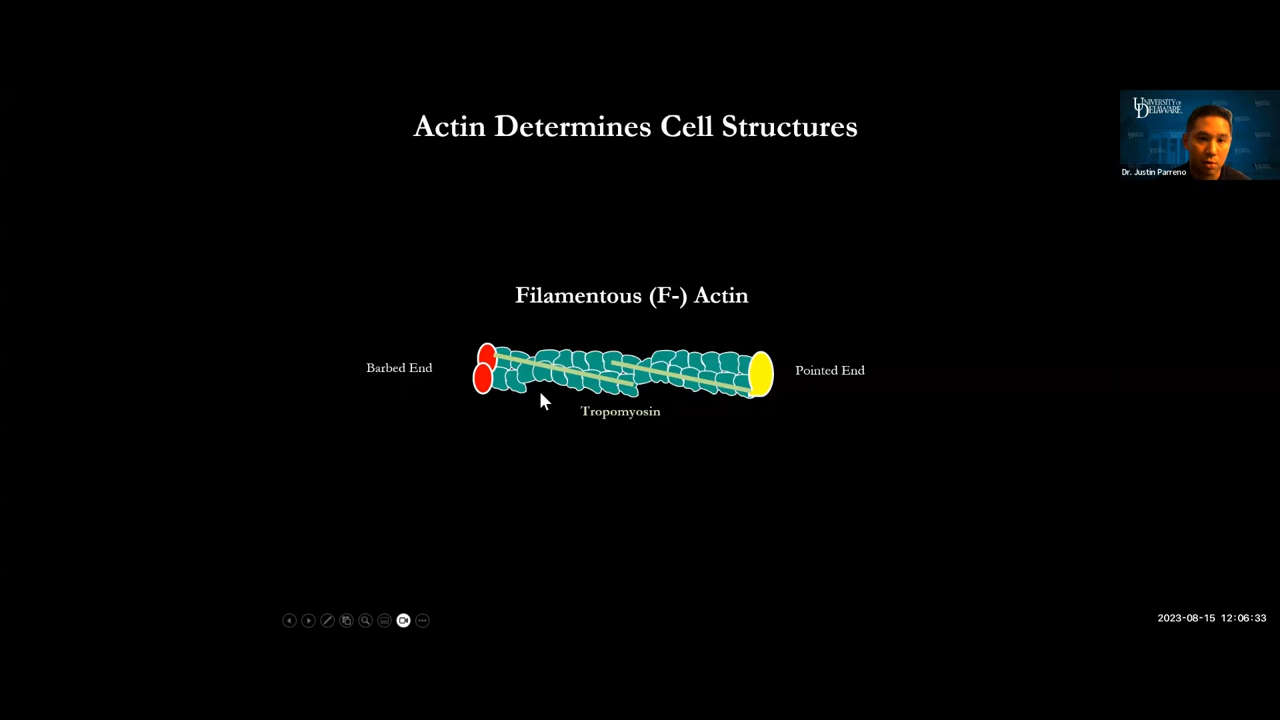 Actin Determines Cell Structures
UNIVERSITY OF
DELAWARE
Dr. Justin Parreno
Filamentous (F-) Actin
Barbed End
Pointed End
Tropomyosin
2023-08-15 12:06:33